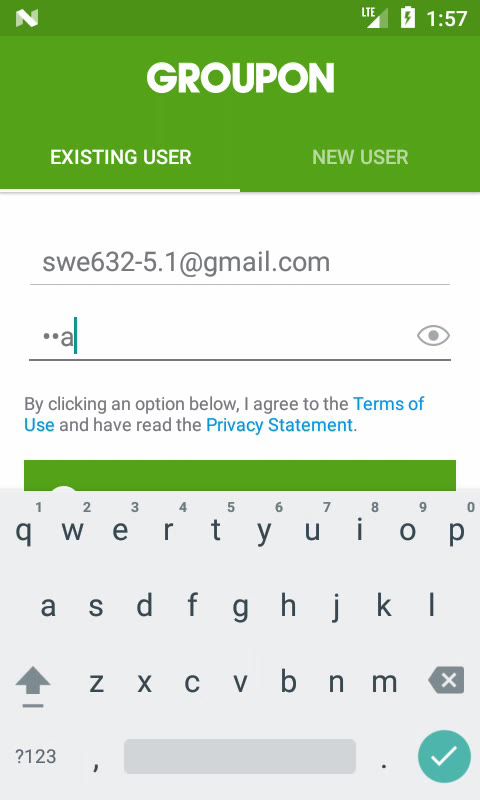 LTE 1:57
GROUPON
EXISTING USER NEW USER
swe632-5.1@gmail.com
••a
By clicking an option below, I agree to the Terms of
Use and have read the Privacy Statement.
1 2 3 4 5 6 7 8 9 0
q w e r t y u i o p
a s d f g h j k l
z x c v b n m
?123 , .